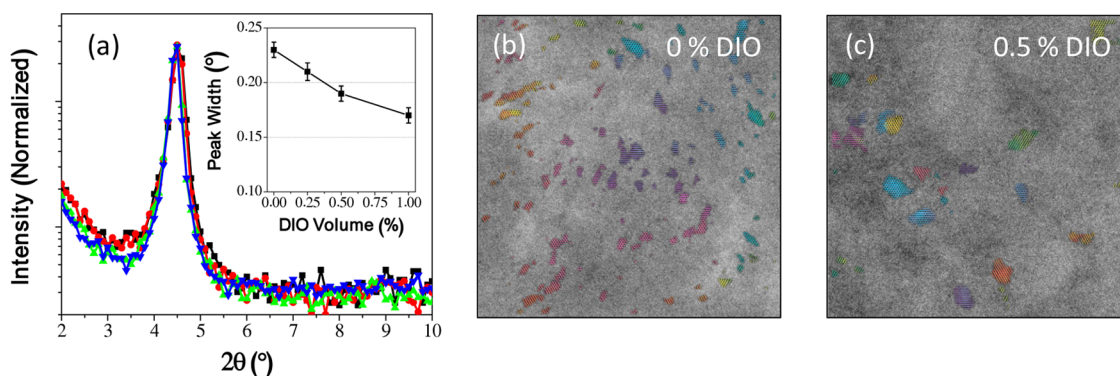 (a)
Intensity (Normalized)
2 3 4 5 6 7 8 9 10
2θ (°)
Peak Width (°)
0.25
0.20
0.15
0.10
0.00 0.25 0.50 0.75 1.00
DIO Volume (%)
(b)
0 % DIO
(c)
0.5 % DIO